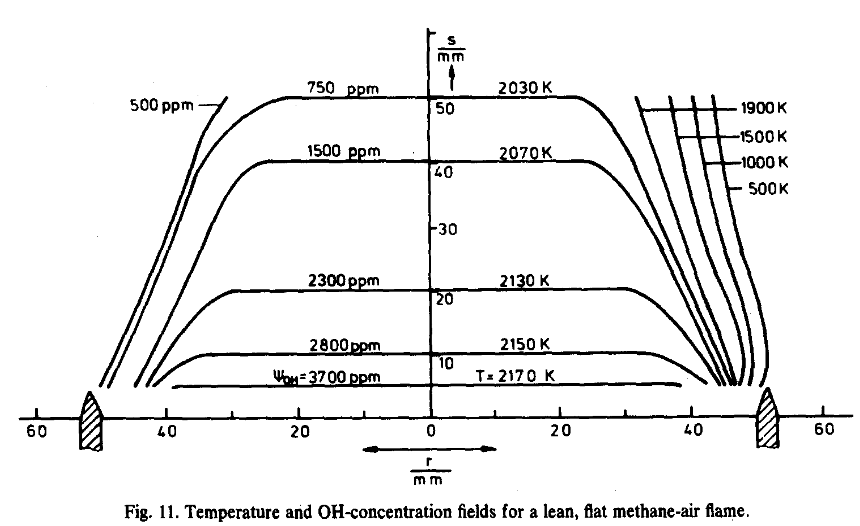 s
mm
750 ppm 2030 K
500 ppm
50
1900 K
1500 K
1500 ppm 2070 K
1000 K
40
500K
30
2300 ppm 2130 K
20
2800 ppm 2150 K
10
ΨOH=3700 ppm T= 2170 K
60 40 20 0 20 40 60
r
mm
Fig. 11. Temperature and OH-concentration fields for a lean, flat methane-air flame.